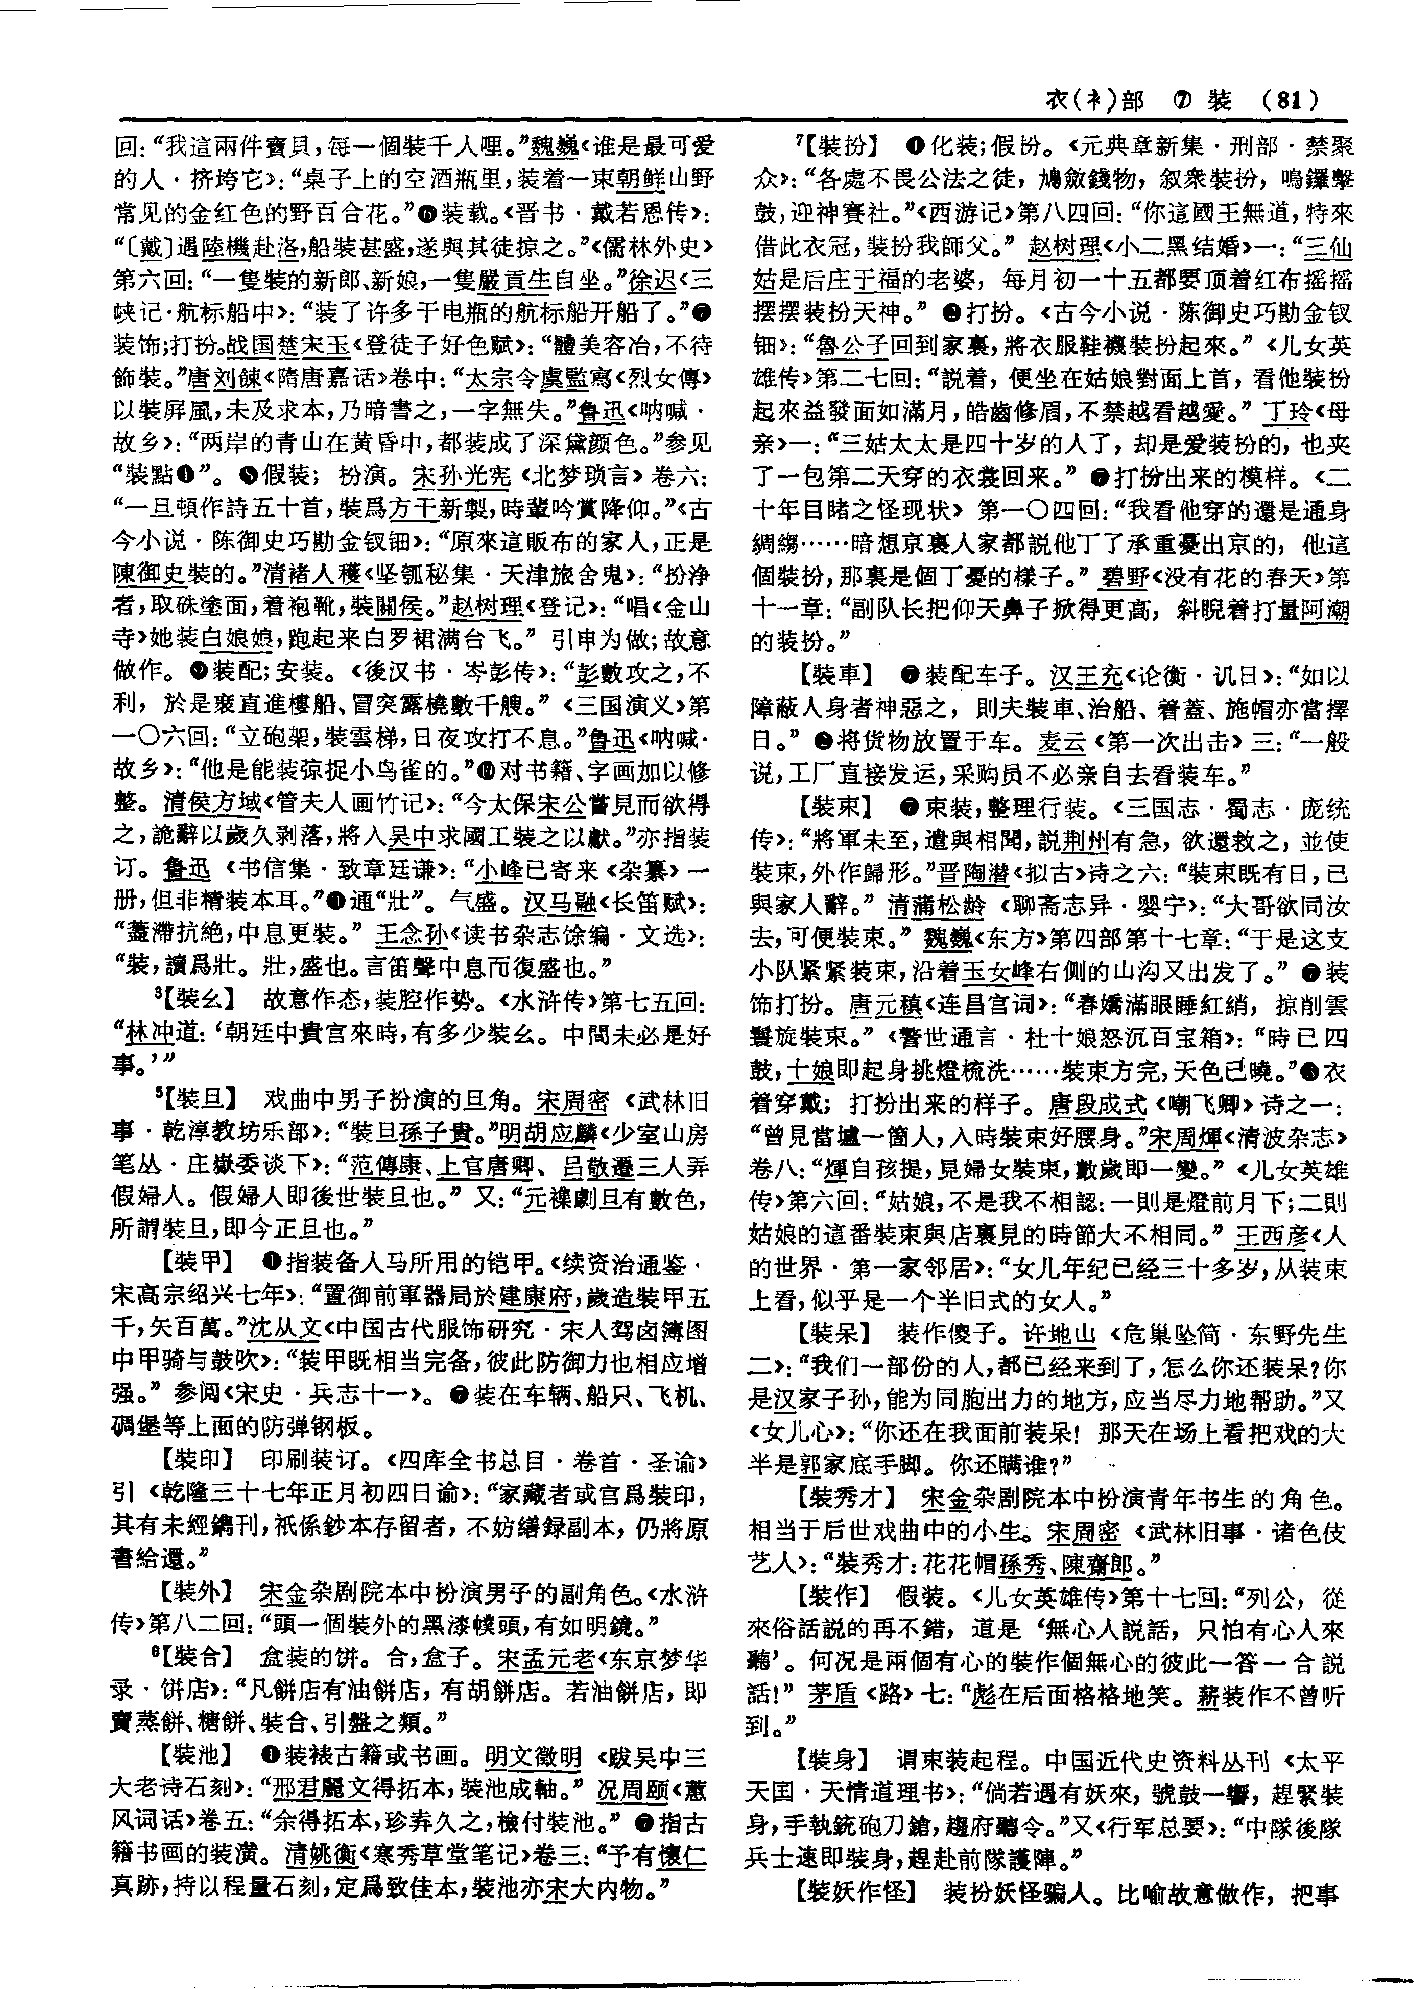 衣(衤)部 ⑦ 装 (81)
回：“我這兩件寳貝，每一個裝千人哩。”魏巍《谁是最可爱
的人·挤垮它》：“桌子上的空酒瓶里，装着一束朝鲜山野
常见的金红色的野百合花。”❻装载。《晋书·戴若思传》：
“〔戴〕遇陸機赴洛，船裝甚盛，遂與其徒掠之。”《儒林外史》
第六回：“一隻裝的新郎、新娘，一隻嚴貢生自坐。”徐迟《三
峡记·航标船中》：“装了许多干电瓶的航标船开船了。”❼
装饰；打扮。战国楚宋玉《登徒子好色赋》：“體美容冶，不待
飾裝。”唐刘餗《隋唐嘉话》卷中：“太宗令虞監寫《烈女傳》
以裝屏風，未及求本，乃暗書之，一字無失。”鲁迅《呐喊·
故乡》：“两岸的青山在黄昏中，都装成了深黛颜色。”参见
“裝點❶”。❽假装；扮演。宋孙光宪《北梦琐言》卷六：
“一旦頓作詩五十首，裝爲方干新製，時輩吟賞降仰。”《古
今小说·陈御史巧勘金钗钿》：“原來這販布的家人，正是
陳御史裝的。”清褚人穫《坚瓠秘集·天津旅舍鬼》：“扮净
者，取硃塗面，着袍靴，裝關侯。”赵树理《登记》：“唱《金山
寺》她装白娘娘，跑起来白罗裙满台飞。”引申为做；故意
做作。❾装配；安装。《後汉书·岑彭传》：“彭數攻之，不
利，於是裝直進樓船、冒突露橈數千艘。”《三国演义》第
一〇六回：“立砲架，裝雲梯，日夜攻打不息。”鲁迅《呐喊·
故乡》：“他是能装弶捉小鸟雀的。”❿对书籍、字画加以修
整。清侯方域《管夫人画竹记》：“今太保宋公嘗見而欲得
之，詭辭以歲久剥落，將入吴中求國工裝之以獻。”亦指装
订。鲁迅《书信集·致章廷谦》：“小峰已寄来《杂纂》一
册，但非精装本耳。”⓫通“壯”。气盛。汉马融《长笛赋》：
“蓋滯抗絶，中息更裝。”王念孙《读书杂志馀编·文选》：
“裝，讀爲壯。壯，盛也。言笛聲中息而復盛也。”
³【裝幺】　故意作态，装腔作势。《水浒传》第七五回：
“林冲道：‘朝廷中貴官來時，有多少裝幺。中間未必是好
事。’”
⁵【裝旦】　戏曲中男子扮演的旦角。宋周密《武林旧
事·乾淳教坊乐部》：“裝旦孫子貴。”明胡应麟《少室山房
笔丛·庄嶽委谈下》：“范傳康、上官唐卿、吕敬遷三人弄
假婦人。假婦人即後世裝旦也。”又：“元襍劇旦有數色，
所謂裝旦，即今正旦也。”
【裝甲】　❶指装备人马所用的铠甲。《续资治通鉴·
宋高宗绍兴七年》：“置御前軍器局於建康府，歲造裝甲五
千，矢百萬。”沈从文《中国古代服饰研究·宋人驾卤簿图
中甲骑与鼓吹》：“装甲既相当完备，彼此防御力也相应增
强。”参阅《宋史·兵志十一》。❷装在车辆、船只、飞机、
碉堡等上面的防弹钢板。
【裝印】　印刷装订。《四库全书总目·卷首·圣谕》
引《乾隆三十七年正月初四日谕》：“家藏者或官爲裝印，
其有未經鐫刊，衹係鈔本存留者，不妨繕録副本，仍將原
書給還。”
【裝外】　宋金杂剧院本中扮演男子的副角色。《水浒
传》第八二回：“頭一個裝外的黑漆幞頭，有如明鏡。”
⁶【裝合】　盒装的饼。合，盒子。宋孟元老《东京梦华
录·饼店》：“凡餅店有油餅店，有胡餅店。若油餅店，即
賣蒸餅、糖餅、裝合、引盤之類。”
【裝池】　❶装裱古籍或书画。明文徵明《跋吴中三
大老诗石刻》：“邢君麗文得拓本，裝池成軸。”况周颐《蕙
风词话》卷五：“余得拓本，珍弆久之，檢付裝池。”❷指古
籍书画的装潢。清姚衡《寒秀草堂笔记》卷三：“予有懷仁
真跡，持以程量石刻，定爲致佳本，裝池亦宋大内物。”
⁷【裝扮】　❶化装；假扮。《元典章新集·刑部·禁聚
众》：“各處不畏公法之徒，鳩斂錢物，叙衆裝扮，鳴鑼擊
鼓，迎神賽社。”《西游记》第八四回：“你這國王無道，特來
借此衣冠，裝扮我師父。”赵树理《小二黑结婚》一：“三仙
姑是后庄于福的老婆，每月初一十五都要顶着红布摇摇
摆摆装扮天神。”❷打扮。《古今小说·陈御史巧勘金钗
钿》：“魯公子回到家裏，將衣服鞋襪裝扮起來。”《儿女英
雄传》第二七回：“説着，便坐在姑娘對面上首，看他裝扮
起來益發面如滿月，皓齒修眉，不禁越看越愛。”丁玲《母
亲》一：“三姑太太是四十岁的人了，却是爱装扮的，也夹
了一包第二天穿的衣裳回来。”❸打扮出来的模样。《二
十年目睹之怪现状》第一〇四回：“我看他穿的還是通身
綢縐……暗想京裏人家都説他丁了承重憂出京的，他這
個裝扮，那裏是個丁憂的樣子。”碧野《没有花的春天》第
十一章：“副队长把仰天鼻子掀得更高，斜睨着打量阿潮
的装扮。”
【裝車】　❶装配车子。汉王充《论衡·讥日》：“如以
障蔽人身者神惡之，則夫裝車、治船、着蓋、施帽亦當擇
日。”❷将货物放置于车。麦云《第一次出击》三：“一般
说，工厂直接发运，采购员不必亲自去看装车。”
【裝束】　❶束装，整理行装。《三国志·蜀志·庞统
传》：“將軍未至，遣與相聞，説荆州有急，欲還救之，並使
裝束，外作歸形。”晋陶潜《拟古》诗之六：“裝束既有日，已
與家人辭。”清蒲松龄《聊斋志异·婴宁》：“大哥欲同汝
去，可便裝束。”魏巍《东方》第四部第十七章：“于是这支
小队紧紧装束，沿着玉女峰右侧的山沟又出发了。”❷装
饰打扮。唐元稹《连昌宫词》：“春嬌滿眼睡紅綃，掠削雲
鬟旋裝束。”《警世通言·杜十娘怒沉百宝箱》：“時已四
鼓，十娘即起身挑燈梳洗……裝束方完，天色已曉。”❸衣
着穿戴；打扮出来的样子。唐段成式《嘲飞卿》诗之一：
“曾見當壚一箇人，入時裝束好腰身。”宋周煇《清波杂志》
卷八：“煇自孩提，見婦女裝束，數歲即一變。”《儿女英雄
传》第六回：“姑娘，不是我不相認：一則是燈前月下；二則
姑娘的這番裝束與店裏見的時節大不相同。”王西彦《人
的世界·第一家邻居》：“女儿年纪已经三十多岁，从装束
上看，似乎是一个半旧式的女人。”
【裝呆】　装作傻子。许地山《危巢坠简·东野先生
二》：“我们一部份的人，都已经来到了，怎么你还装呆？你
是汉家子孙，能为同胞出力的地方，应当尽力地帮助。”又
《女儿心》：“你还在我面前装呆！那天在场上看把戏的大
半是郭家底手脚。你还瞒谁？”
【裝秀才】　宋金杂剧院本中扮演青年书生的角色。
相当于后世戏曲中的小生。宋周密《武林旧事·诸色伎
艺人》：“裝秀才：花花帽孫秀、陳齋郎。”
【裝作】　假装。《儿女英雄传》第十七回：“列公，從
來俗話説的再不錯，道是‘無心人説話，只怕有心人來
聽’。何况是兩個有心的裝作個無心的彼此一答一合説
話！”茅盾《路》七：“彪在后面格格地笑。薪装作不曾听
到。”
【裝身】　谓束装起程。中国近代史资料丛刊《太平
天国·天情道理书》：“倘若遇有妖來，號鼓一響，趕緊裝
身，手執銃砲刀鎗，趨府聽令。”又《行军总要》：“中隊後隊
兵士速即裝身，趕赴前隊護陣。”
【裝妖作怪】　装扮妖怪骗人。比喻故意做作，把事